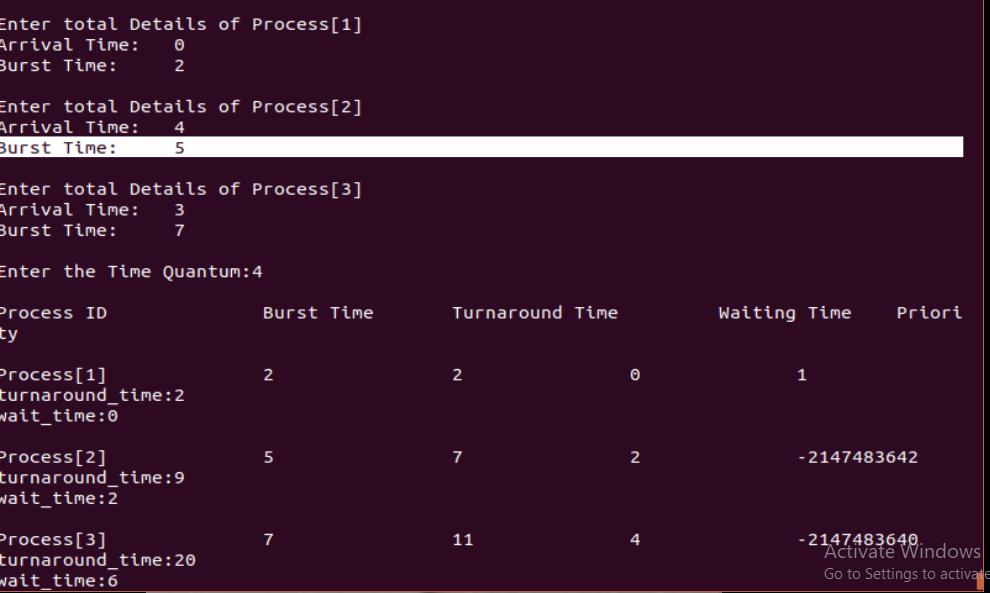 Enter total Details of Process[1]
Arrival Time: 0
Burst Time: 2
Enter total Details of Process[2]
Arrival Time: 4
Burst Time: 5
Enter total Details of Process[3]
Arrival Time: 3
Burst Time: 7
Enter the Time Quantum:4
Process ID Burst Time Turnaround Time Waiting Time Priori
ty
Process[1] 2 2 0 1
turnaround_time:2
wait_time:0
Process[2] 5 7 2 -2147483642
turnaround_time:9
wait_time:2
Process[3] 7 11 4 -2147483640
turnaround_time:20
wait_time:6
Activate Windows
Go to Settings to activate